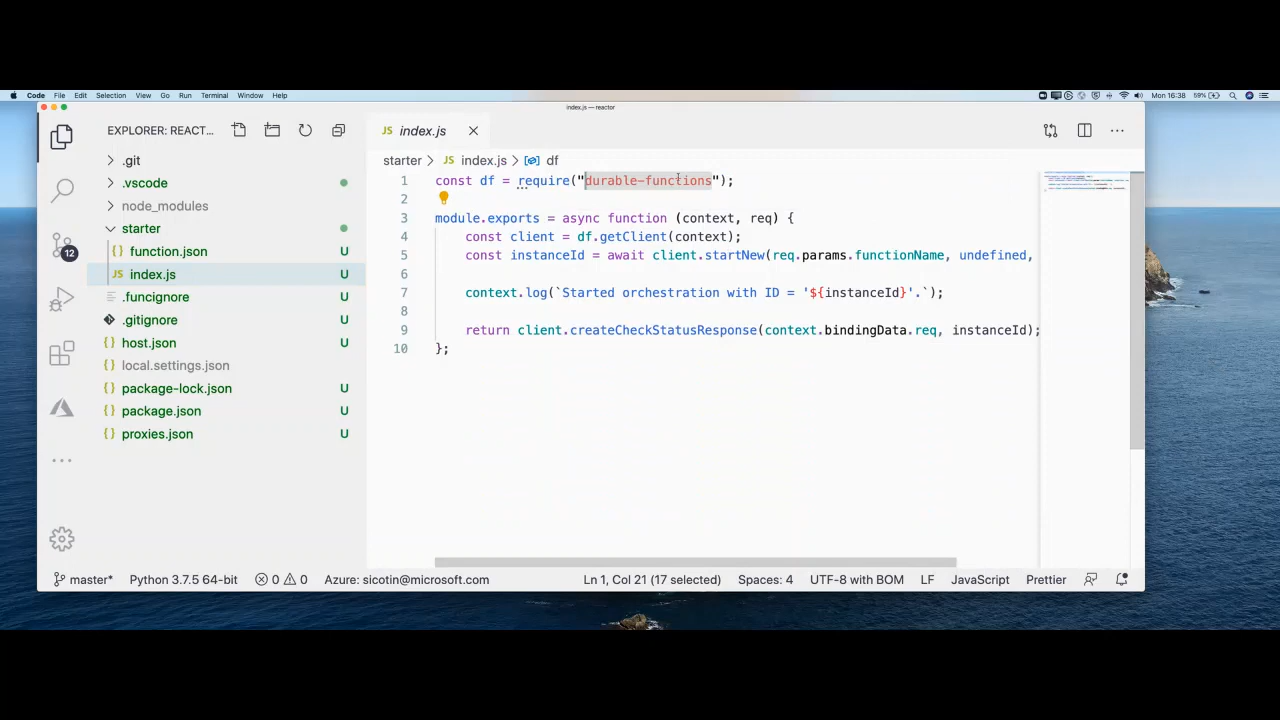 Code File Edit Selection View Go Run Terminal Window Help
59% Mon 16:38
index.js — reactor
EXPLORER: REACT...
JS index.js
.git
.vscode
node_modules
starter
{} function.json U
JS index.js U
.funcignore U
.gitignore U
{} host.json U
{} local.settings.json
{} package-lock.json U
{} package.json U
{} proxies.json U
12
starter > JS index.js > df
1 const df = require("durable-functions");
2
3 module.exports = async function (context, req) {
4 const client = df.getClient(context);
5 const instanceId = await client.startNew(req.params.functionName, undefined,
6
7 context.log(`Started orchestration with ID = '${instanceId}'.`);
8
9 return client.createCheckStatusResponse(context.bindingData.req, instanceId);
10 };
master* Python 3.7.5 64-bit 0 0 Azure: sicotin@microsoft.com Ln 1, Col 21 (17 selected) Spaces: 4 UTF-8 with BOM LF JavaScript Prettier